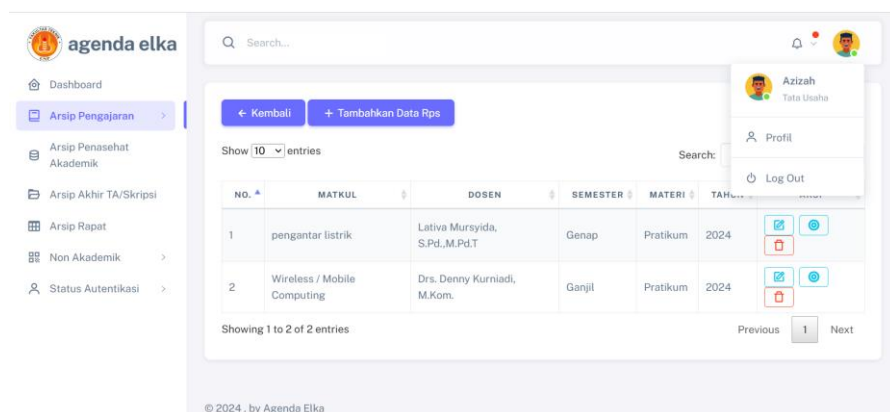 agenda elka
Search...
Azizah
Tata Usaha
Profil
Log Out
Dashboard
Arsip Pengajaran
Arsip Penasehat
Akademik
Arsip Akhir TA/Skripsi
Arsip Rapat
Non Akademik
Status Autentikasi
← Kembali
+ Tambahkan Data Rps
Show 10 entries
Search:
NO. MATKUL DOSEN SEMESTER MATERI
1 pengantar listrik Lativa Mursyida, Genap Pratikum 2024
S.Pd.,M.Pd.T
2 Wireless / Mobile Drs. Denny Kurniadi, Ganjil Pratikum 2024
Computing M.Kom.
Showing 1 to 2 of 2 entries
Previous 1 Next
© 2024 . by Agenda Elka